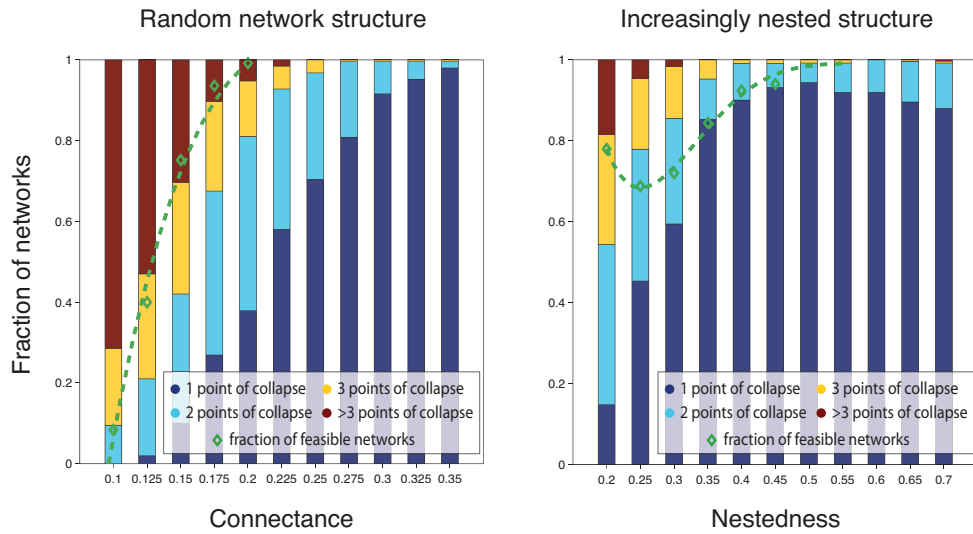 Random network structure
Fraction of networks
1
0.8
0.6
0.4
0.2
0
1 point of collapse
3 points of collapse
2 points of collapse
>3 points of collapse
fraction of feasible networks
0.1 0.125 0.15 0.175 0.2 0.225 0.25 0.275 0.3 0.325 0.35
Connectance
Increasingly nested structure
1
0.8
0.6
0.4
0.2
0
1 point of collapse
3 points of collapse
2 points of collapse
>3 points of collapse
fraction of feasible networks
0.2 0.25 0.3 0.35 0.4 0.45 0.5 0.55 0.6 0.65 0.7
Nestedness